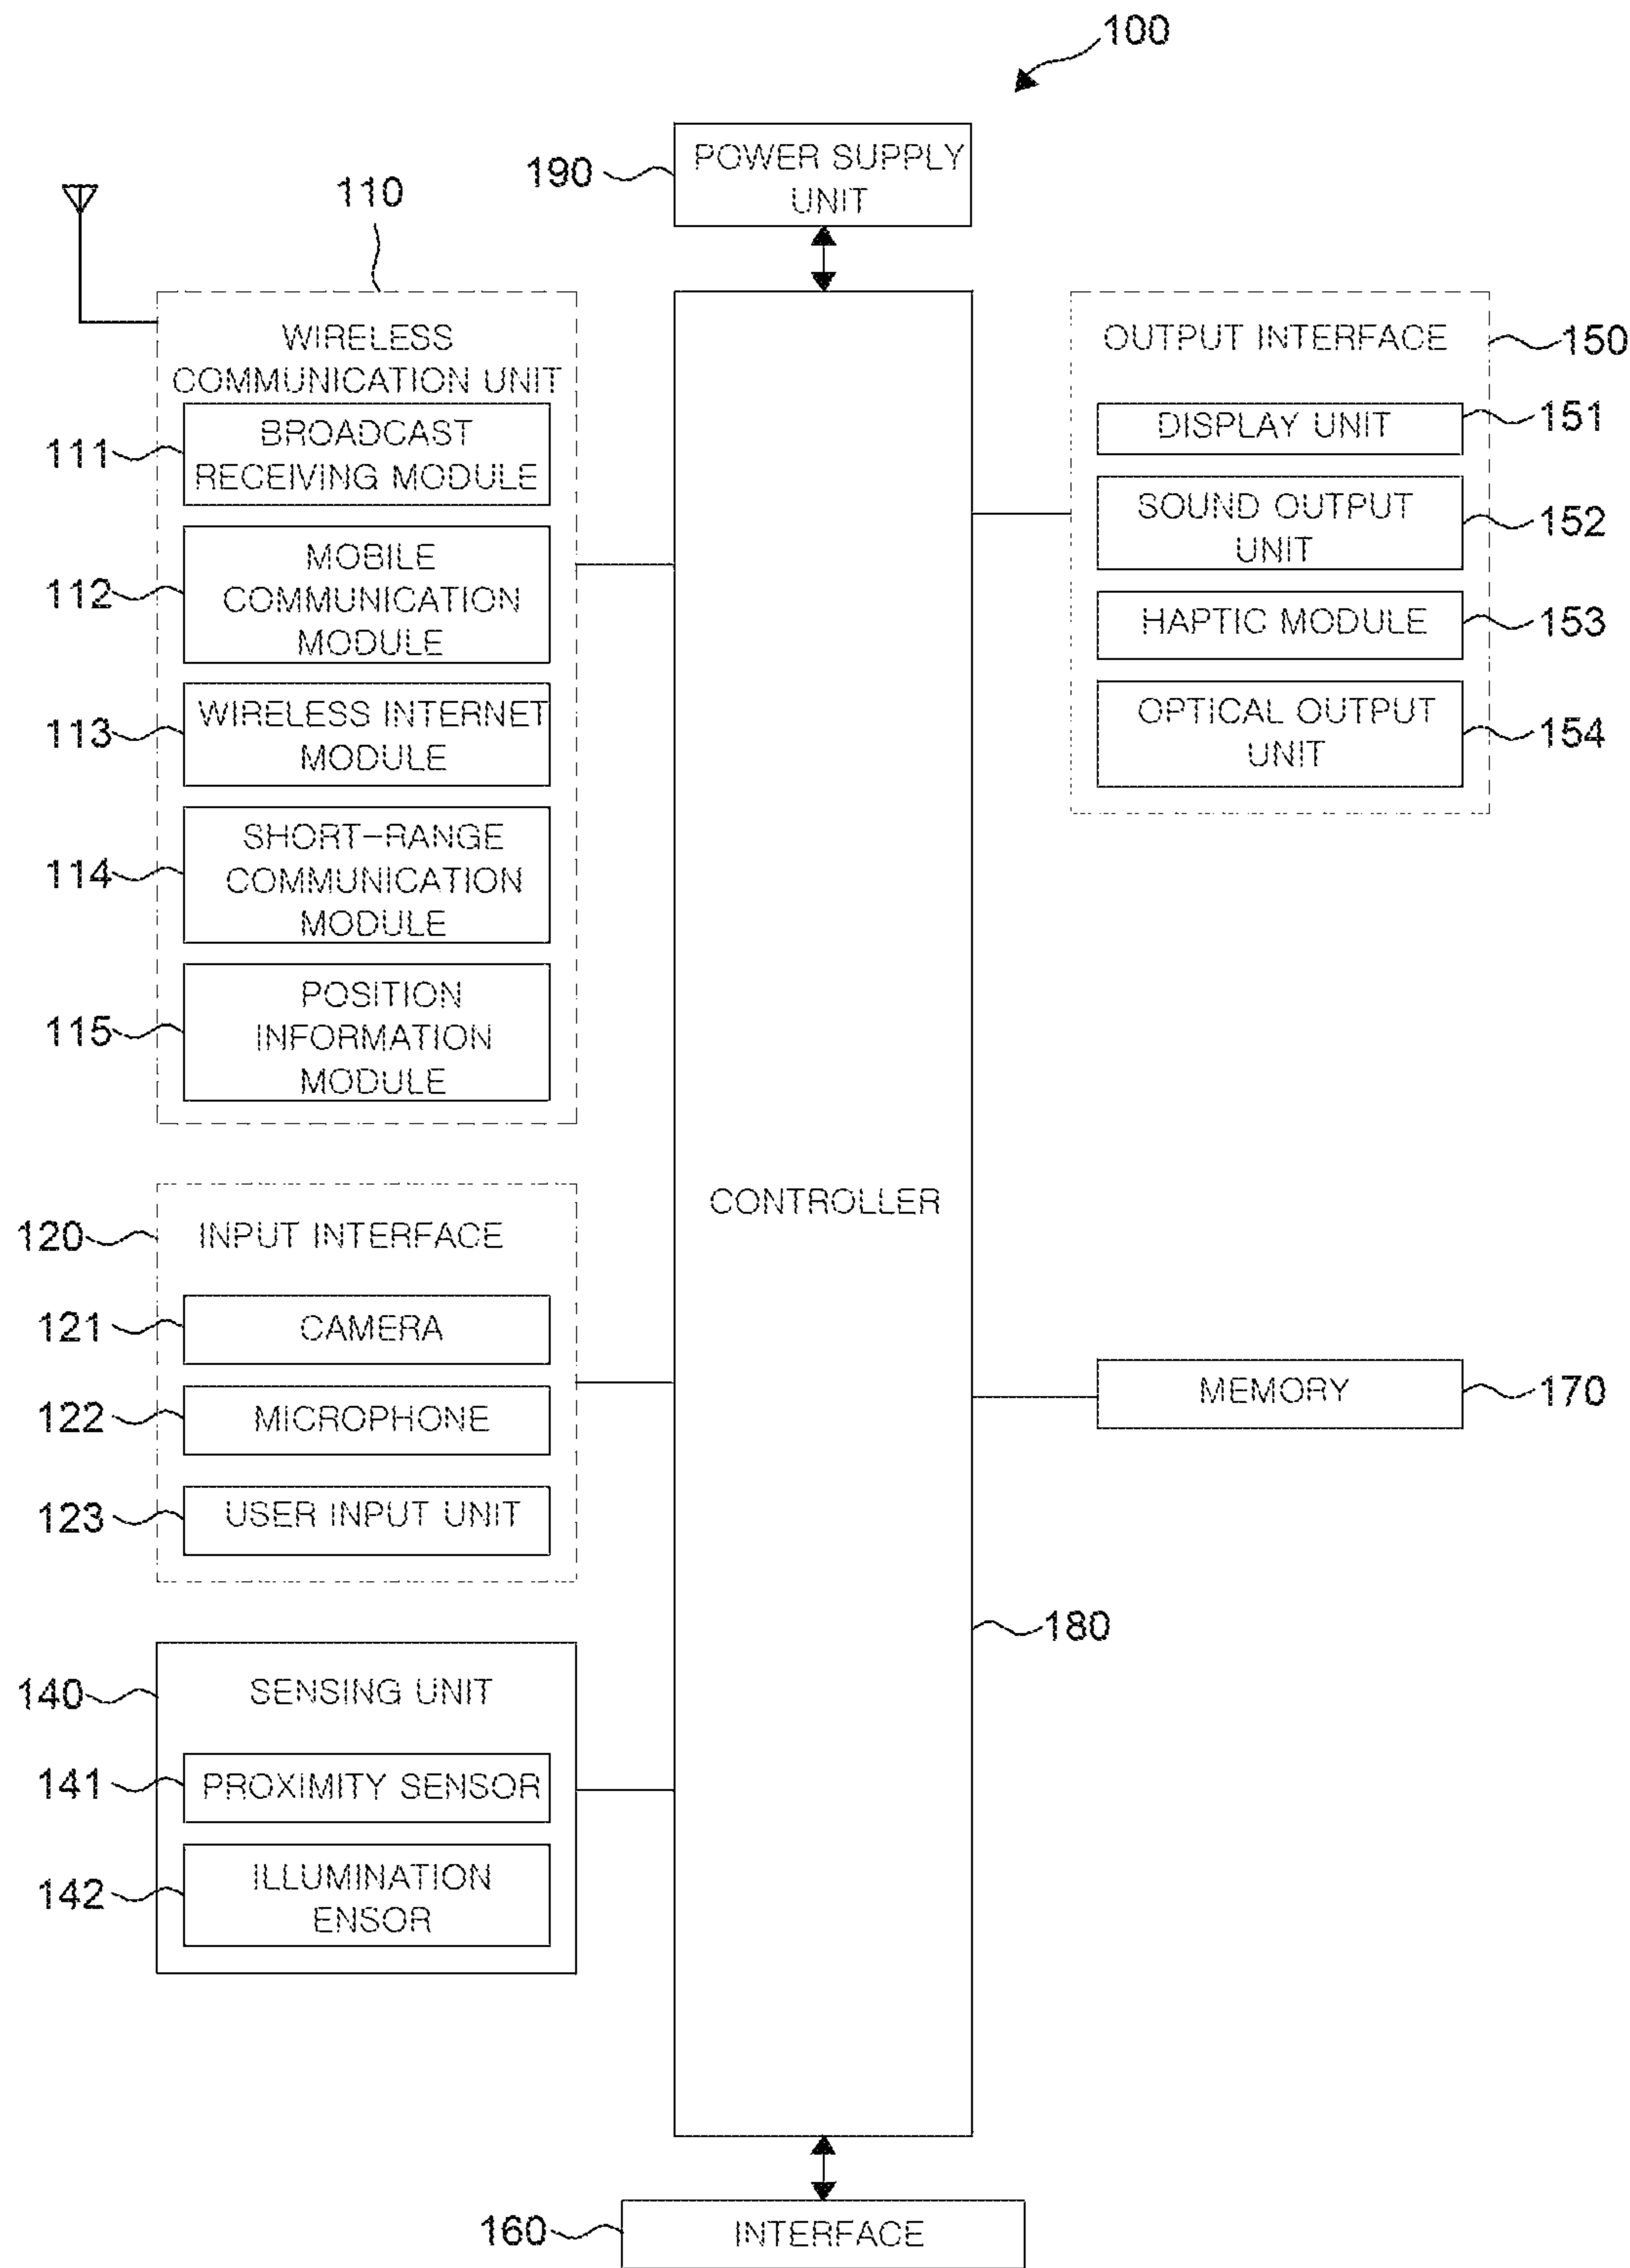 100
190
POWER SUPPLY
UNIT
110
WIRELESS
COMMUNICATION UNIT
111
BROADCAST
RECEIVING MODULE
112
MOBILE
COMMUNICATION
MODULE
113
WIRELESS INTERNET
MODULE
114
SHORT-RANGE
COMMUNICATION
MODULE
115
POSITION
INFORMATION
MODULE
120
INPUT INTERFACE
121
CAMERA
122
MICROPHONE
123
USER INPUT UNIT
140
SENSING UNIT
141
PROXIMITY SENSOR
142
ILLUMINATION
ENSOR
CONTROLLER
180
OUTPUT INTERFACE
150
DISPLAY UNIT
151
SOUND OUTPUT
UNIT
152
HAPTIC MODULE
153
OPTICAL OUTPUT
UNIT
154
MEMORY
170
160
INTERFACE